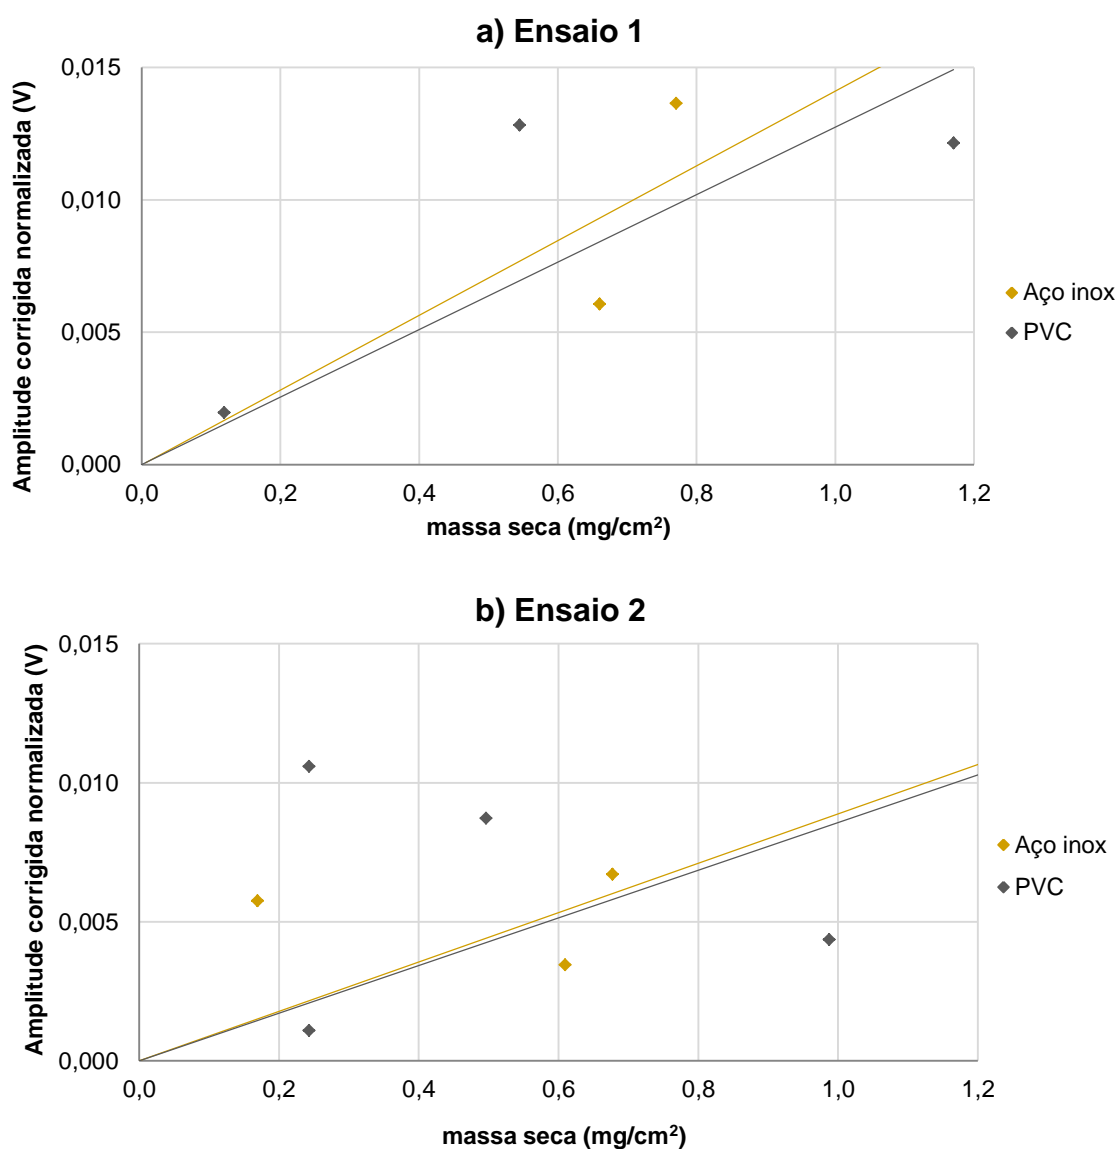 a) Ensaio 1
Amplitude corrigida normalizada (V)
0,015
0,010
0,005
0,000
0,0 0,2 0,4 0,6 0,8 1,0 1,2
massa seca (mg/cm²)
Aço inox
PVC
b) Ensaio 2
Amplitude corrigida normalizada (V)
0,015
0,010
0,005
0,000
0,0 0,2 0,4 0,6 0,8 1,0 1,2
massa seca (mg/cm²)
Aço inox
PVC